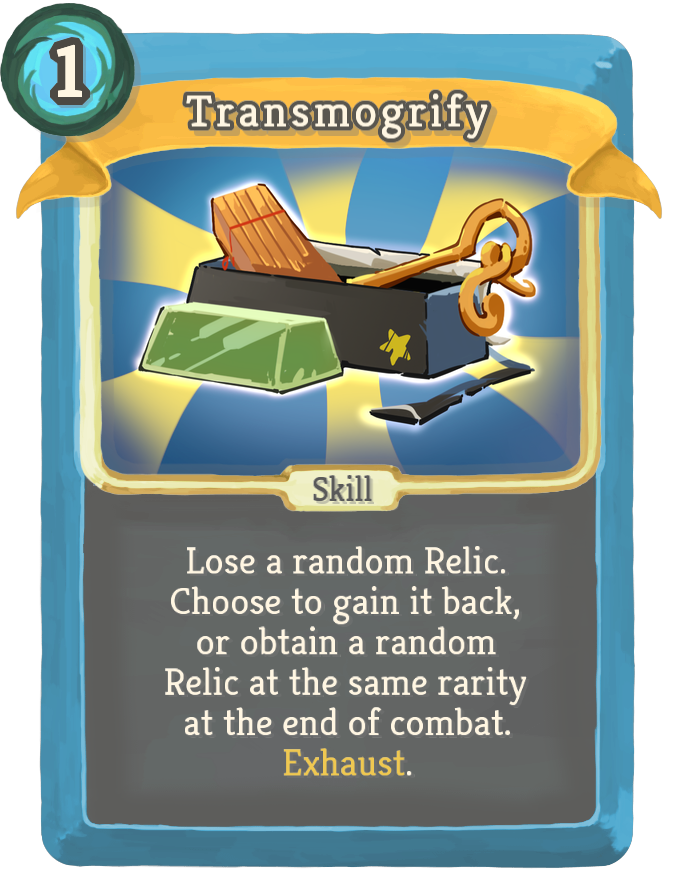 1
Transmogrify
Skill
Lose a random Relic.
Choose to gain it back,
or obtain a random
Relic at the same rarity
at the end of combat.
Exhaust.